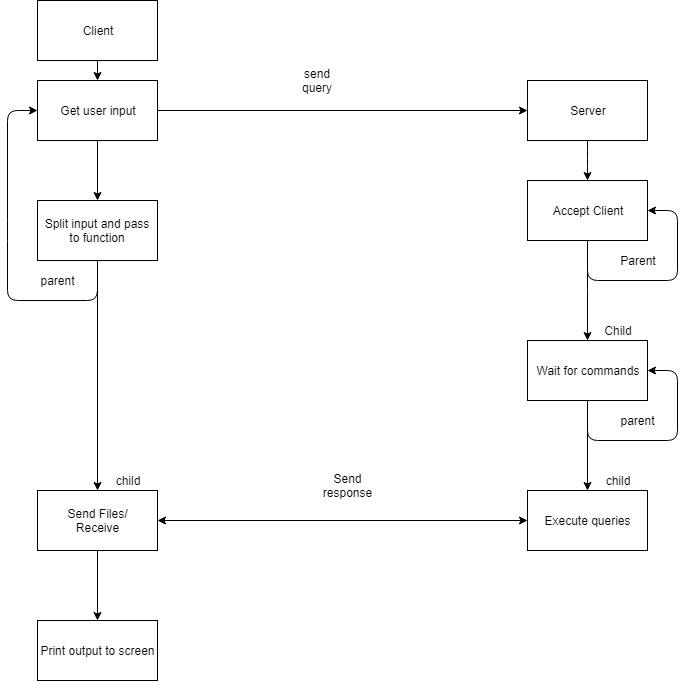 Client
send
query
Get user input
Server
Split input and pass
to function
Accept Client
Parent
parent
Child
Wait for commands
parent
child
Send
response
child
Send Files/
Receive
Execute queries
Print output to screen